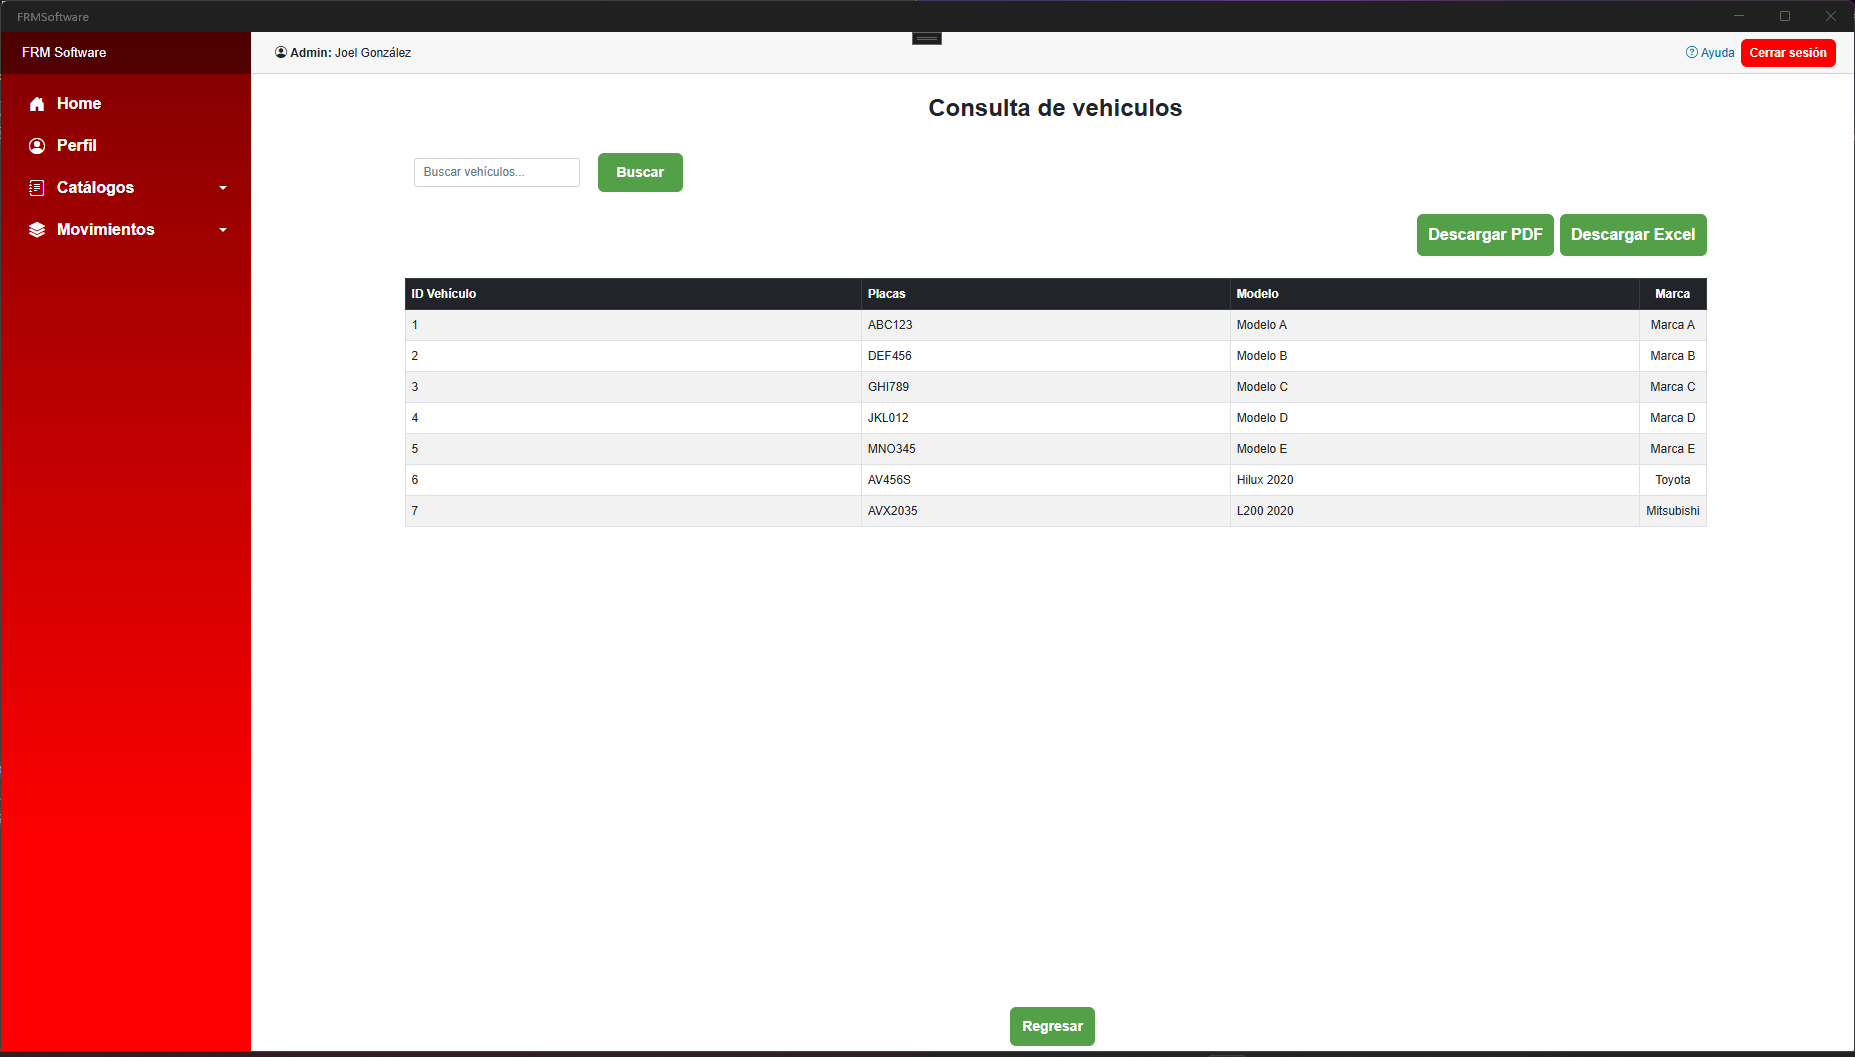 FRMSoftware
FRM Software
Admin: Joel González
Ayuda
Cerrar sesión
Home
Perfil
Catálogos
Movimientos
Consulta de vehiculos
Buscar vehículos...
Buscar
Descargar PDF
Descargar Excel
ID Vehículo Placas Modelo Marca
1 ABC123 Modelo A Marca A
2 DEF456 Modelo B Marca B
3 GHI789 Modelo C Marca C
4 JKL012 Modelo D Marca D
5 MNO345 Modelo E Marca E
6 AV456S Hilux 2020 Toyota
7 AVX2035 L200 2020 Mitsubishi
Regresar